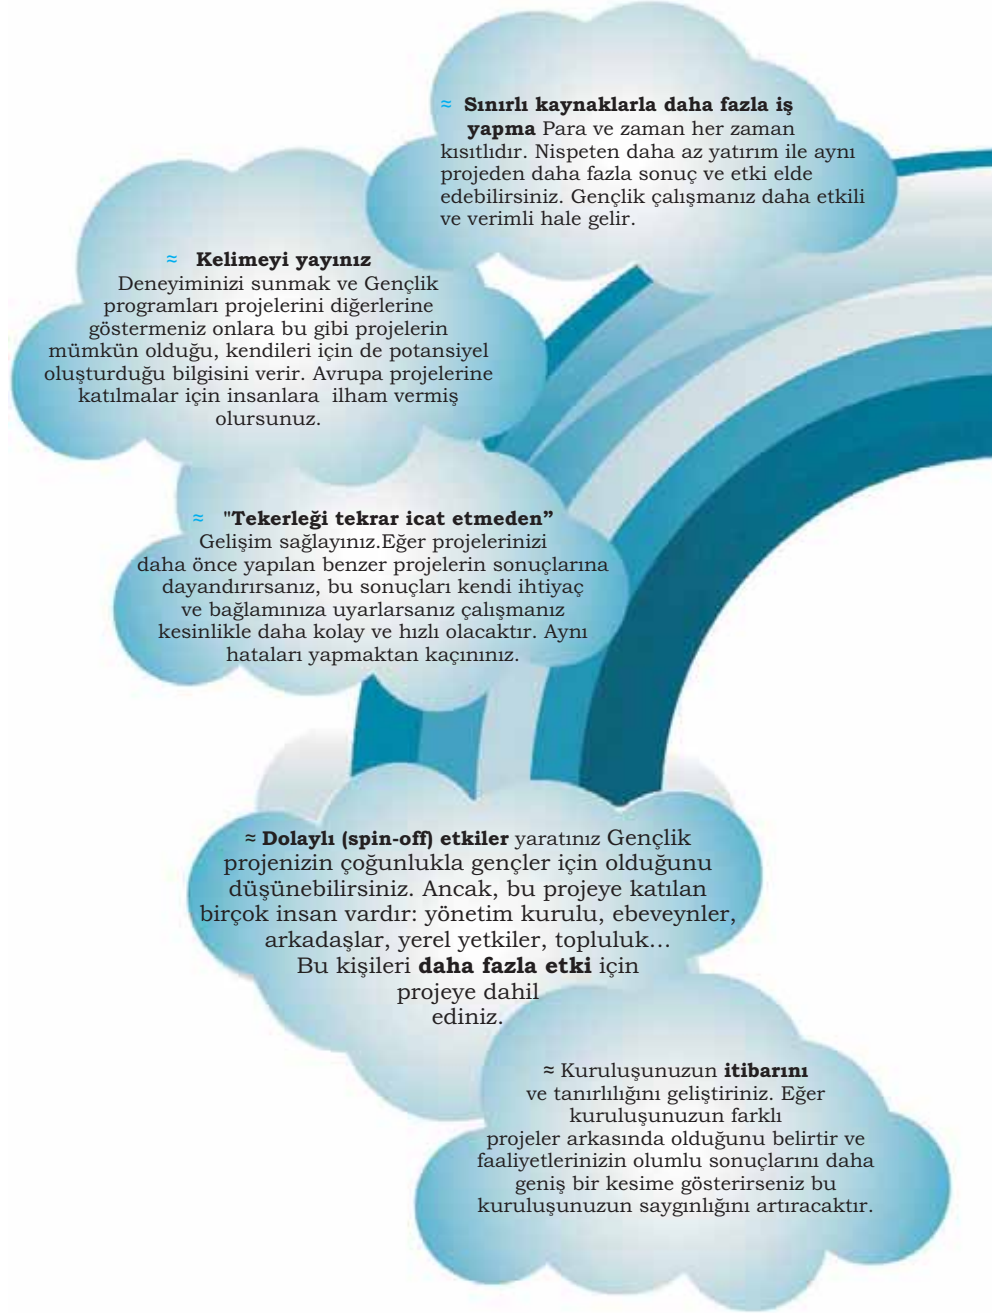 ≈ Sınırlı kaynaklarla daha fazla iş
yapma Para ve zaman her zaman
kısıtlıdır. Nispeten daha az yatırım ile aynı
projeden daha fazla sonuç ve etki elde
edebilirsiniz. Gençlik çalışmanız daha etkili
ve verimli hale gelir.
≈ Kelimeyi yayınız
Deneyiminizi sunmak ve Gençlik
programları projelerini diğerlerine
göstermeniz onlara bu gibi projelerin
mümkün olduğu, kendileri için de potansiyel
oluşturduğu bilgisini verir. Avrupa projelerine
katılmalar için insanlara ilham vermiş
olursunuz.
≈ "Tekerleği tekrar icat etmeden”
Gelişim sağlayınız.Eğer projelerinizi
daha önce yapılan benzer projelerin sonuçlarına
dayandırırsanız, bu sonuçları kendi ihtiyaç
ve bağlamınıza uyarlarsanız çalışmanız
kesinlikle daha kolay ve hızlı olacaktır. Aynı
hataları yapmaktan kaçınınız.
≈ Dolaylı (spin-off) etkiler yaratınız Gençlik
projenizin çoğunlukla gençler için olduğunu
düşünebilirsiniz. Ancak, bu projeye katılan
birçok insan vardır: yönetim kurulu, ebeveynler,
arkadaşlar, yerel yetkiler, topluluk…
Bu kişileri daha fazla etki için
projeye dahil
ediniz.
≈ Kuruluşunuzun itibarını
ve tanırlılığını geliştiriniz. Eğer
kuruluşunuzun farklı
projeler arkasında olduğunu belirtir ve
faaliyetlerinizin olumlu sonuçlarını daha
geniş bir kesime gösterirseniz bu
kuruluşunuzun saygınlığını artıracaktır.